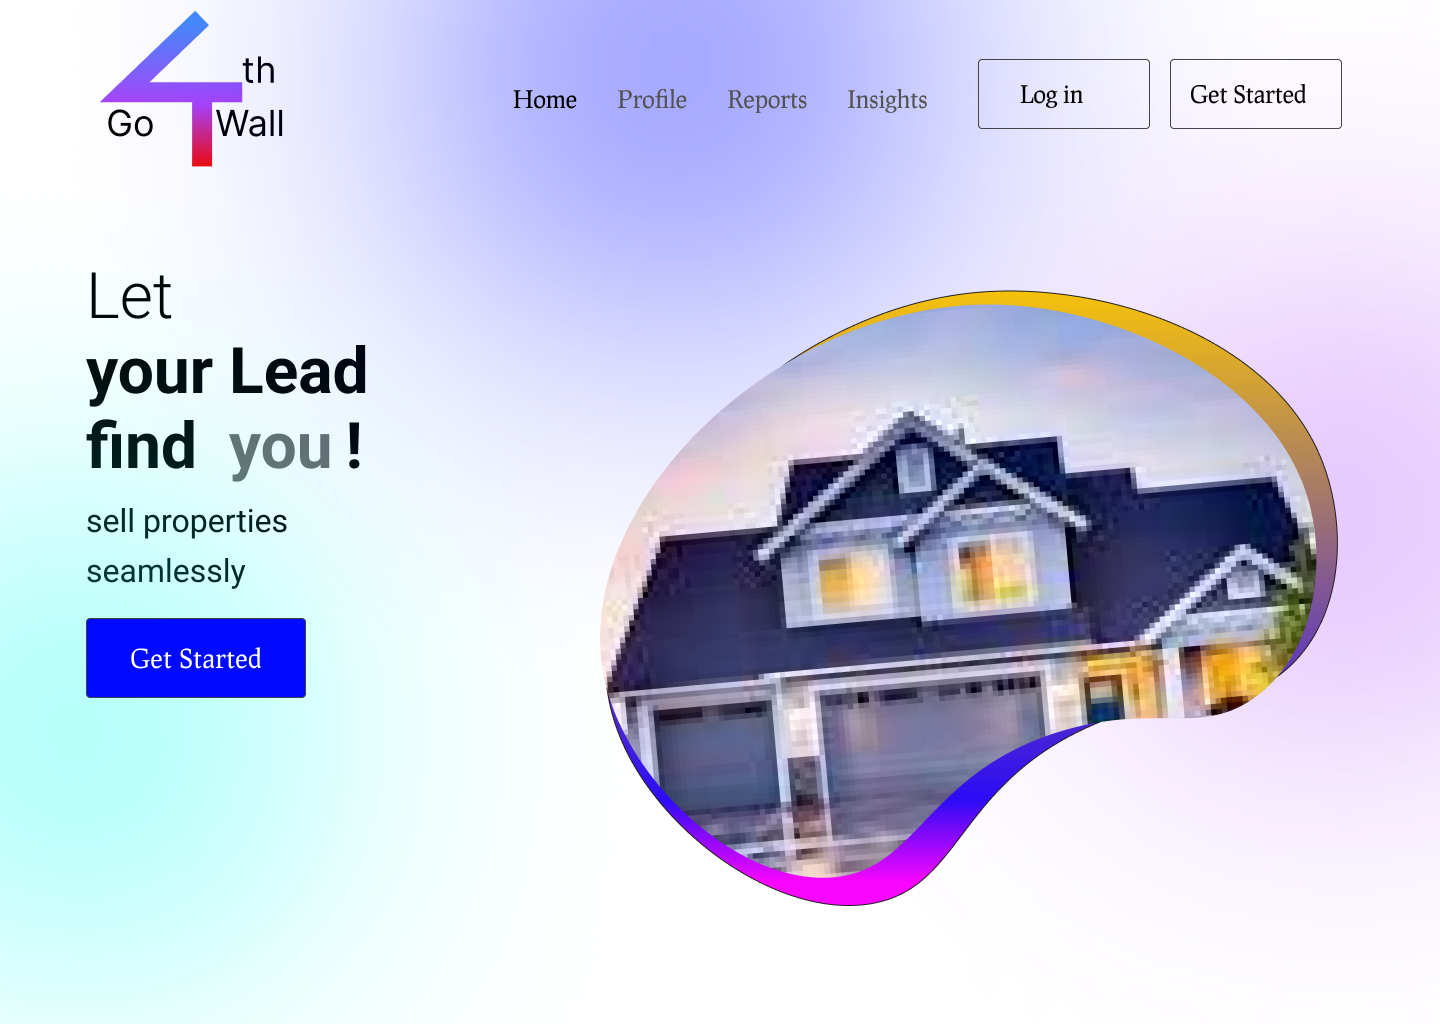 4th
Go Wall
Home Profile Reports Insights Log in Get Started
Let
your Lead
find you !
sell properties
seamlessly
Get Started